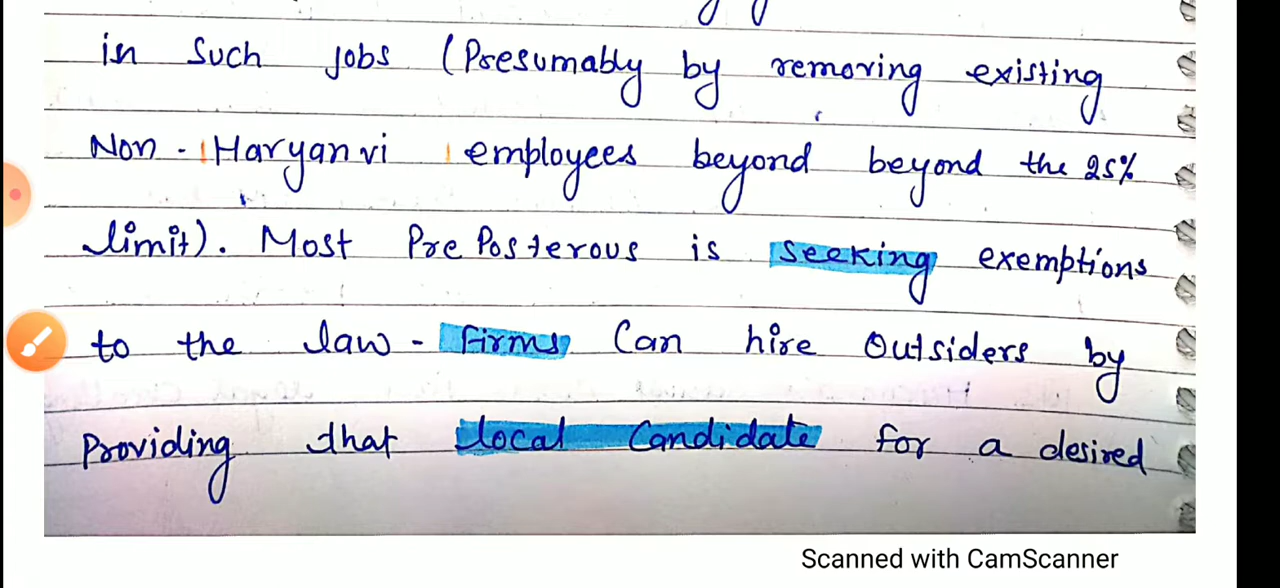 in Such jobs (Presumably by removing existing
Non - Haryanvi employees beyond beyond the 25%
limit). Most PrePosterous is seeking exemptions
to the law - firms Can hire Outsiders by
Providing that local Candidate for a desired
Scanned with CamScanner